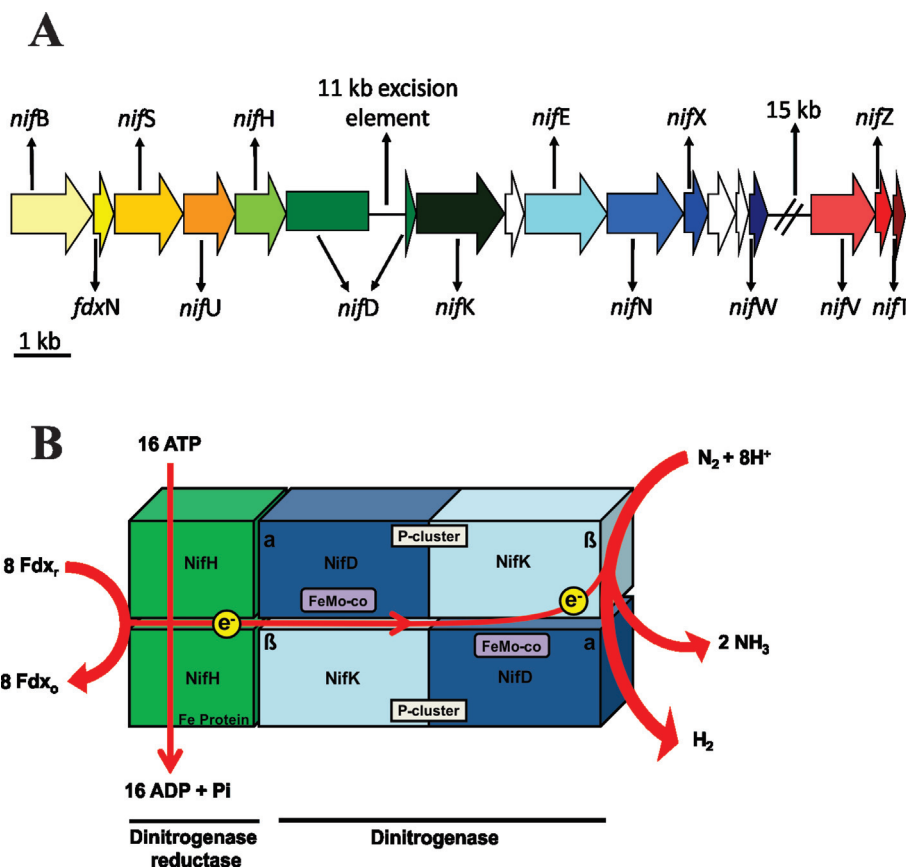 A
11 kb excision
element
nifB
nifS
nifH
nifE
nifX
15 kb
nifZ
fdxN
nifU
nifD
nifK
nifN
nifW
nifV
nifT
1 kb
B
16 ATP
N₂ + 8H⁺
8 Fdxᵣ
NifH
a
NifD
P-cluster
NifK
ß
FeMo-co
e⁻
e⁻
NifH
Fe Protein
ß
NifK
P-cluster
FeMo-co
NifD
a
8 Fdxₒ
2 NH₃
H₂
16 ADP + Pi
Dinitrogenase
reductase
Dinitrogenase